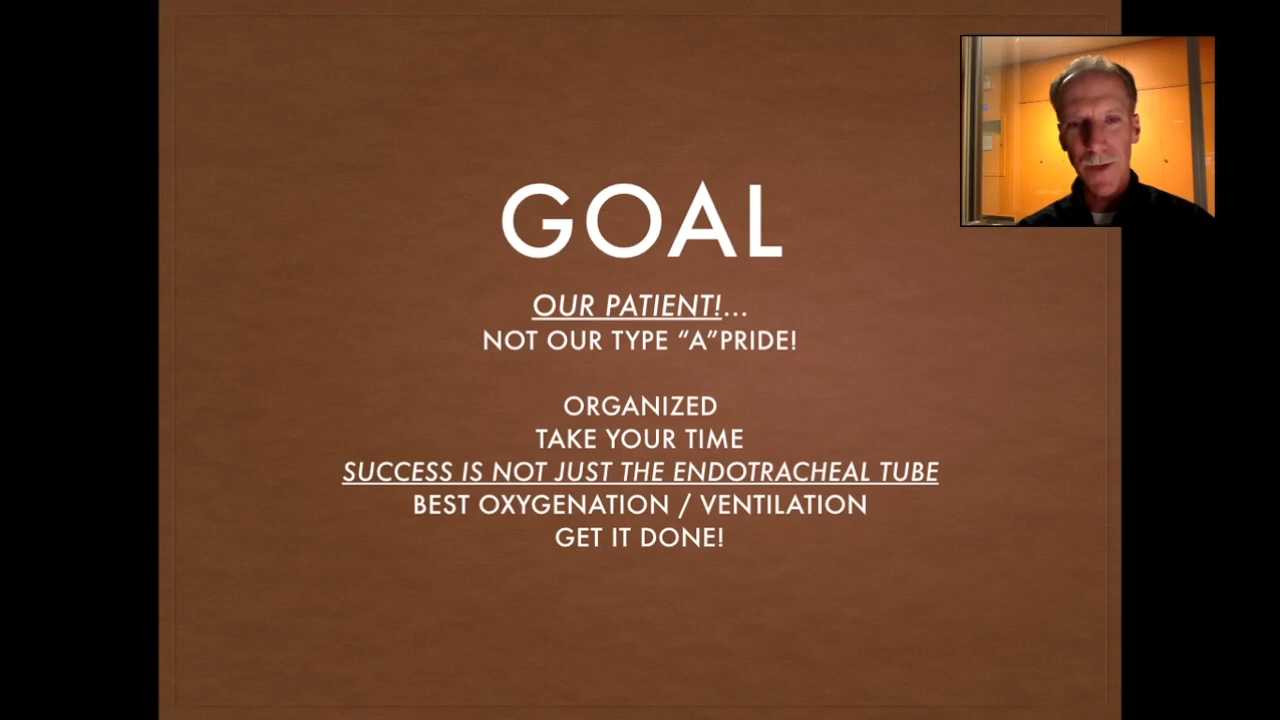 GOAL
OUR PATIENT!...
NOT OUR TYPE “A”PRIDE!
ORGANIZED
TAKE YOUR TIME
SUCCESS IS NOT JUST THE ENDOTRACHEAL TUBE
BEST OXYGENATION / VENTILATION
GET IT DONE!